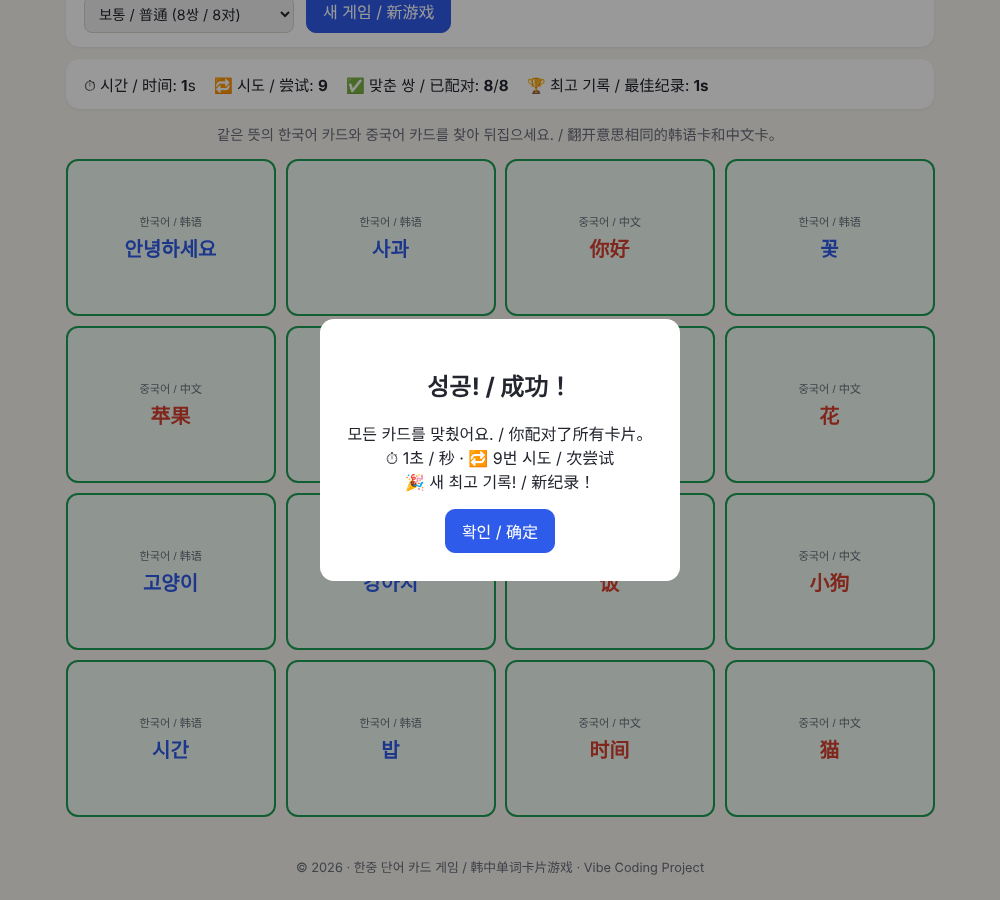 보통 / 普通 (8쌍 / 8对)
새 게임 / 新游戏
⏱ 시간 / 时间: 1s 🔁 시도 / 尝试: 9 ✅ 맞춘 쌍 / 已配对: 8/8 🏆 최고 기록 / 最佳纪录: 1s
같은 뜻의 한국어 카드와 중국어 카드를 찾아 뒤집으세요. / 翻开意思相同的韩语卡和中文卡。
한국어 / 韩语
안녕하세요
한국어 / 韩语
사과
중국어 / 中文
你好
한국어 / 韩语
꽃
중국어 / 中文
苹果
중국어 / 中文
花
성공! / 成功！
모든 카드를 맞췄어요. / 你配对了所有卡片。
⏱ 1초 / 秒 · 🔁 9번 시도 / 次尝试
🎉 새 최고 기록! / 新纪录！
확인 / 确定
한국어 / 韩语
고양이
강아지
饭
중국어 / 中文
小狗
한국어 / 韩语
시간
한국어 / 韩语
밥
중국어 / 中文
时间
중국어 / 中文
猫
© 2026 · 한중 단어 카드 게임 / 韩中单词卡片游戏 · Vibe Coding Project